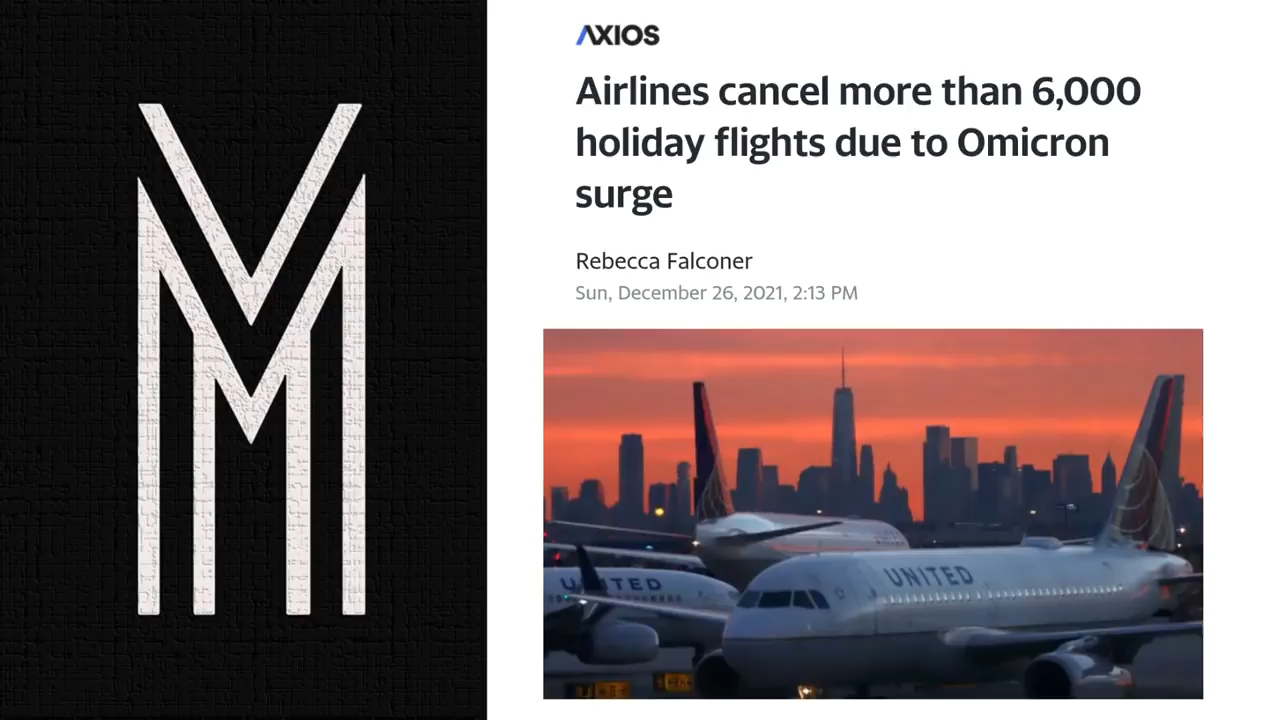 AXIOS
Airlines cancel more than 6,000
holiday flights due to Omicron
surge
Rebecca Falconer
Sun, December 26, 2021, 2:13 PM
UNITED
UNITED